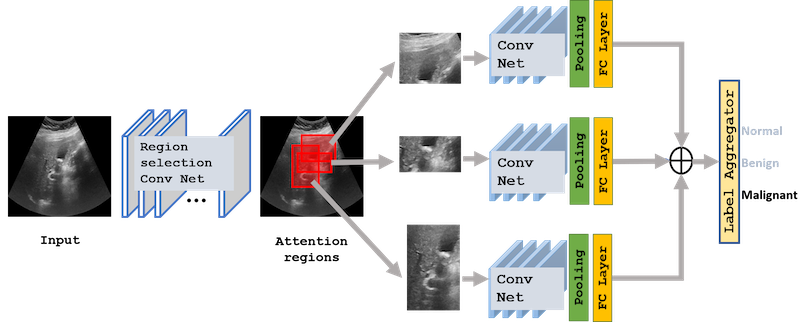 Input
Region
selection
Conv Net
...
Attention
regions
Conv
Net
Pooling
FC Layer
Conv
Net
Pooling
FC Layer
Conv
Net
Pooling
FC Layer
Label Aggregator
Normal
Benign
Malignant